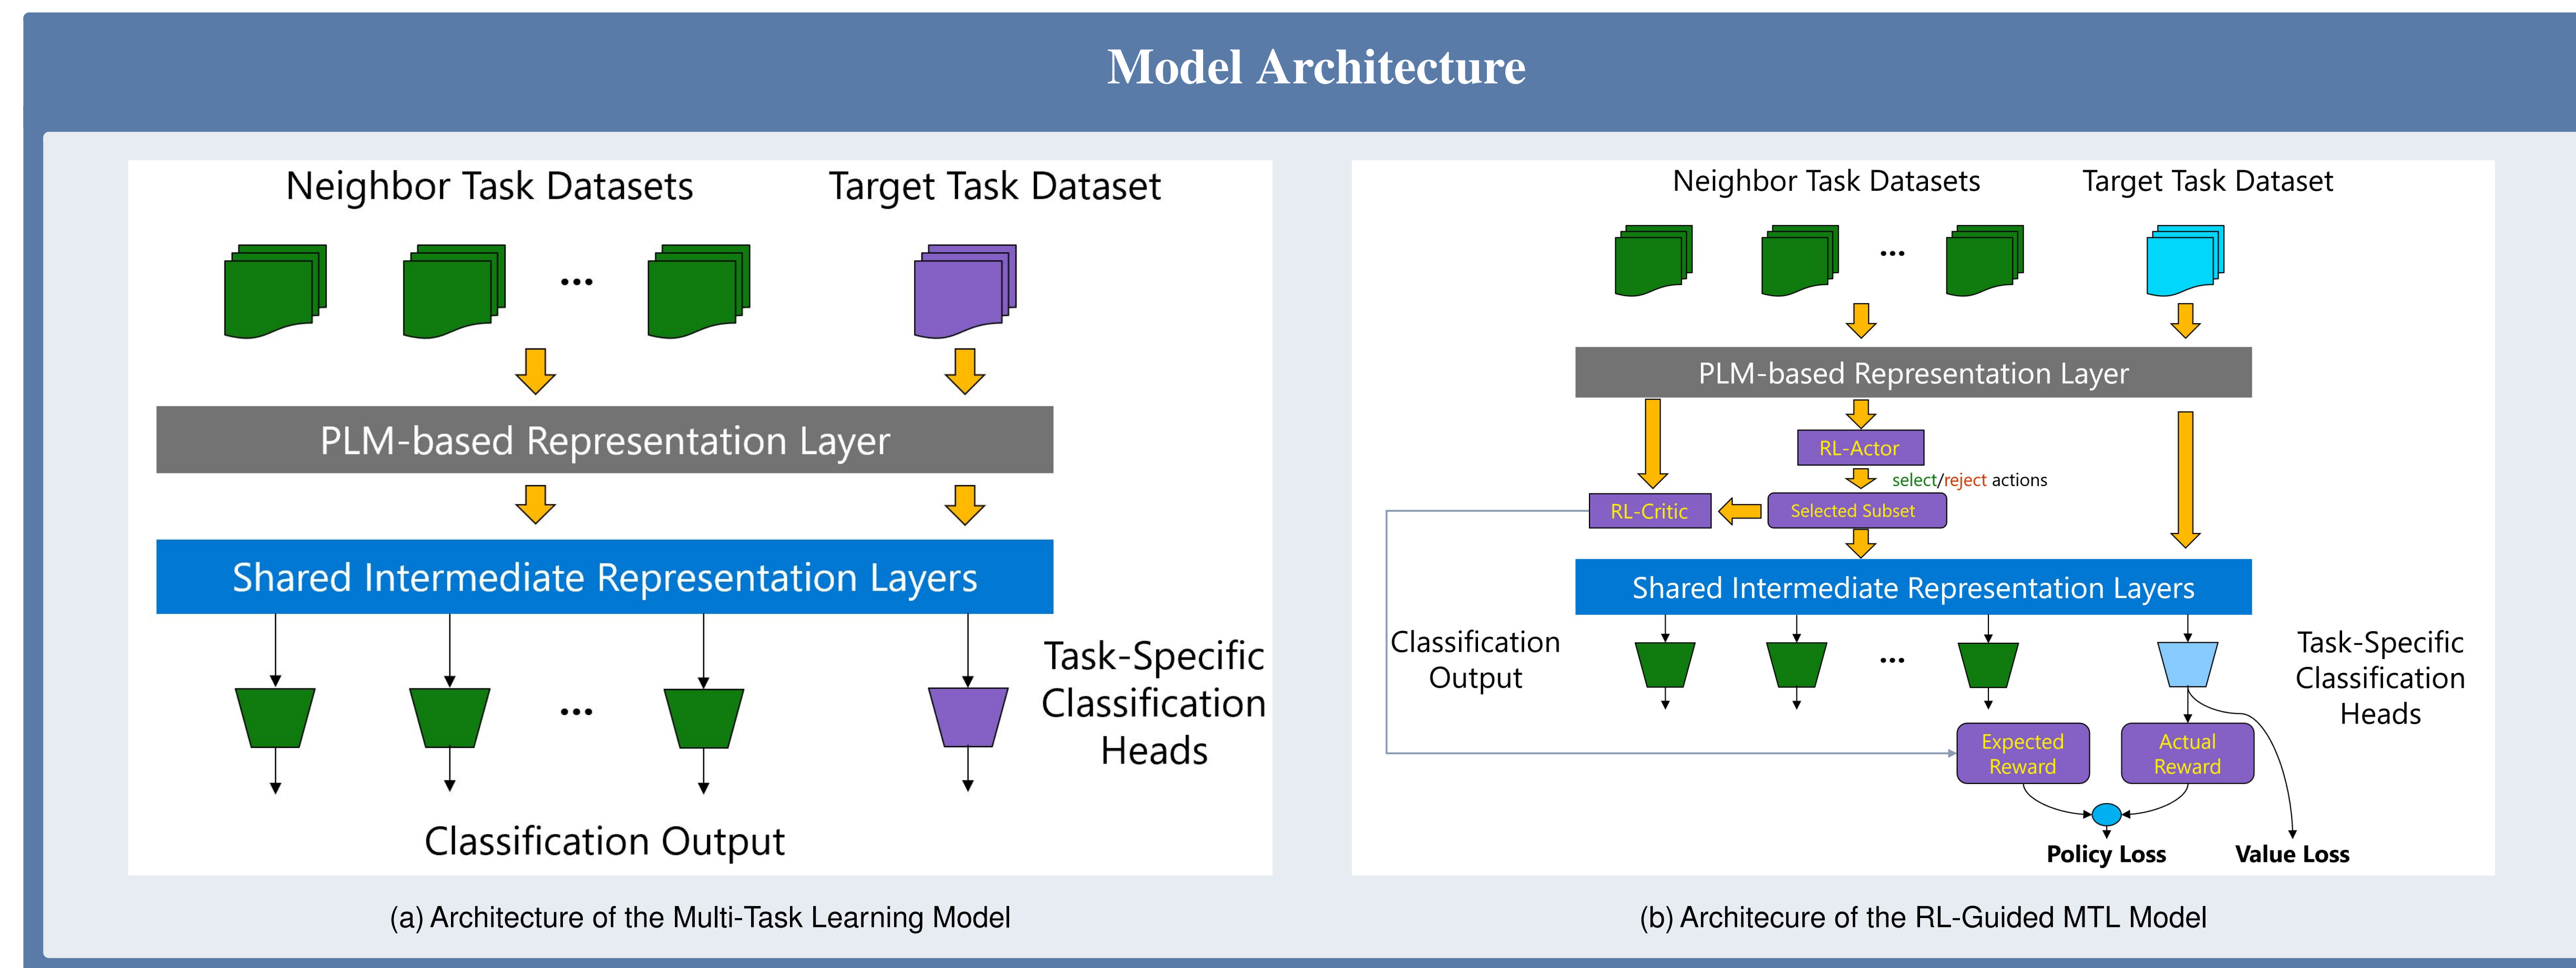 Model Architecture
Neighbor Task Datasets
Target Task Dataset
...
PLM-based Representation Layer
Shared Intermediate Representation Layers
...
Task-Specific
Classification
Heads
Classification Output
(a) Architecture of the Multi-Task Learning Model
Neighbor Task Datasets
Target Task Dataset
...
PLM-based Representation Layer
RL-Actor
select/reject actions
RL-Critic
Selected Subset
Shared Intermediate Representation Layers
Classification
Output
...
Task-Specific
Classification
Heads
Expected
Reward
Actual
Reward
Policy Loss
Value Loss
(b) Architecure of the RL-Guided MTL Model